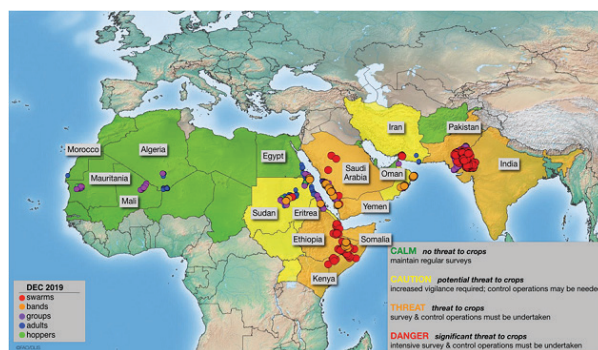 Iran
Pakistan
Morocco
Algeria
Egypt
Saudi
Arabia
Oman
India
Mauritania
Mali
Sudan
Eritrea
Yemen
Ethiopia
Somalia
Kenya
CALM no threat to crops
maintain regular surveys
CAUTION potential threat to crops
increased vigilance required; control operations may be neede
THREAT threat to crops
survey & control operations must be undertaken
DANGER significant threat to crops
intensive survey & control operations must be undertaken
DEC 2019
swarms
bands
groups
adults
hoppers